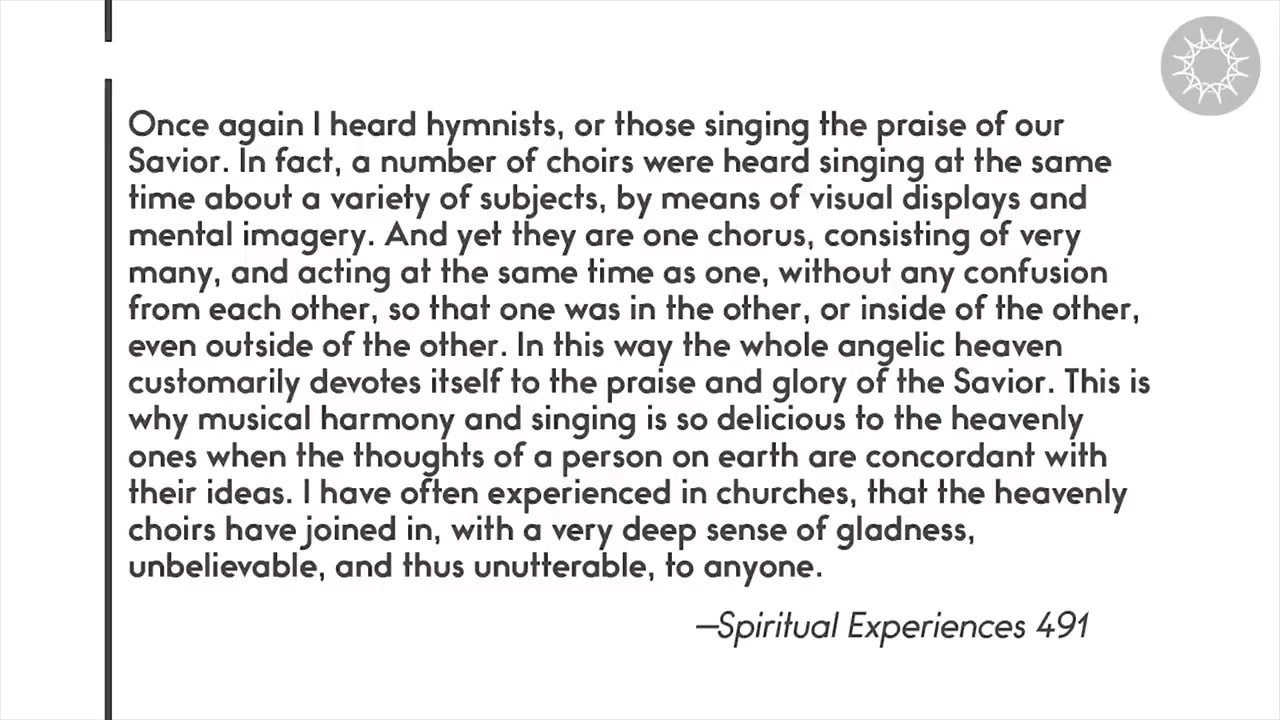 Once again I heard hymnists, or those singing the praise of our
Savior. In fact, a number of choirs were heard singing at the same
time about a variety of subjects, by means of visual displays and
mental imagery. And yet they are one chorus, consisting of very
many, and acting at the same time as one, without any confusion
from each other, so that one was in the other, or inside of the other,
even outside of the other. In this way the whole angelic heaven
customarily devotes itself to the praise and glory of the Savior. This is
why musical harmony and singing is so delicious to the heavenly
ones when the thoughts of a person on earth are concordant with
their ideas. I have often experienced in churches, that the heavenly
choirs have joined in, with a very deep sense of gladness,
unbelievable, and thus unutterable, to anyone.
—Spiritual Experiences 491